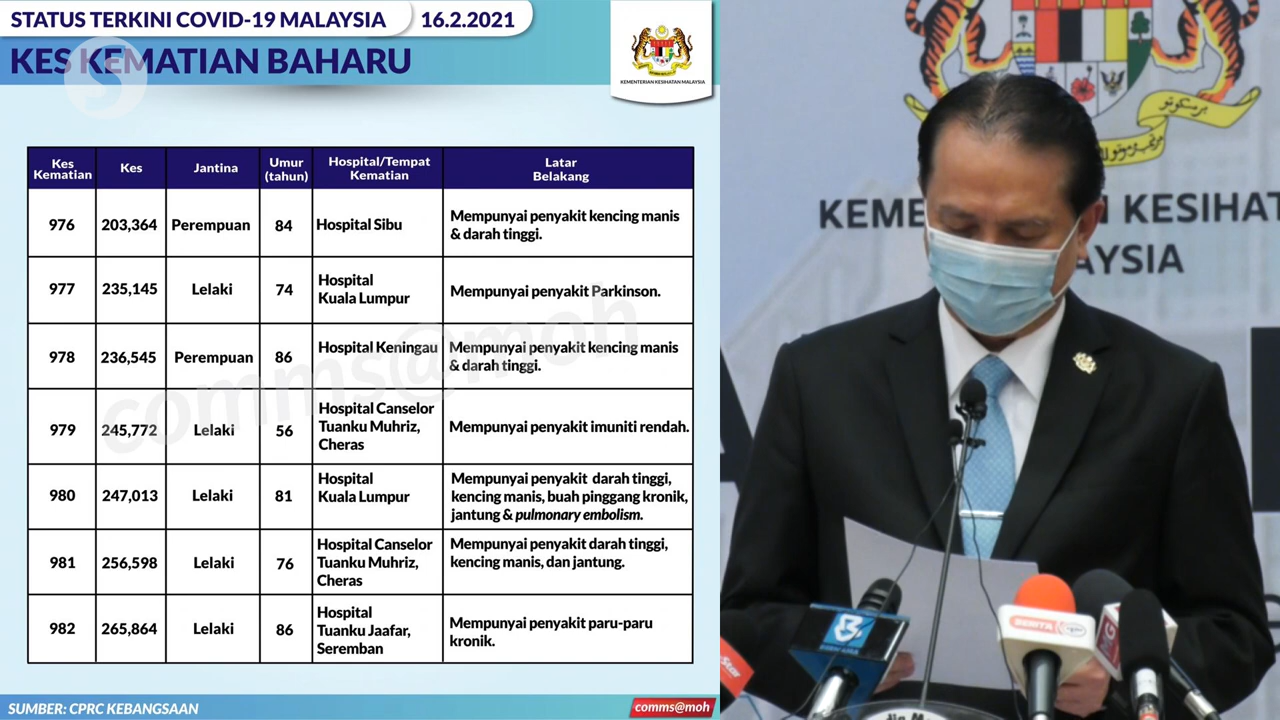 STATUS TERKINI COVID-19 MALAYSIA 16.2.2021
KES KEMATIAN BAHARU
KEMENTERIAN KESIHATAN MALAYSIA
Kes Kematian Kes Jantina Umur (tahun) Hospital/Tempat Kematian Latar Belakang
976 203,364 Perempuan 84 Hospital Sibu Mempunyai penyakit kencing manis
& darah tinggi.
977 235,145 Lelaki 74 Hospital
Kuala Lumpur Mempunyai penyakit Parkinson.
978 236,545 Perempuan 86 Hospital Keningau Mempunyai penyakit kencing manis
& darah tinggi.
979 245,772 Lelaki 56 Hospital Canselor
Tuanku Muhriz,
Cheras Mempunyai penyakit imuniti rendah.
980 247,013 Lelaki 81 Hospital
Kuala Lumpur Mempunyai penyakit darah tinggi,
kencing manis, buah pinggang kronik,
jantung & pulmonary embolism.
981 256,598 Lelaki 76 Hospital Canselor
Tuanku Muhriz,
Cheras Mempunyai penyakit darah tinggi,
kencing manis, dan jantung.
982 265,864 Lelaki 86 Hospital
Tuanku Jaafar,
Seremban Mempunyai penyakit paru-paru
kronik.
comms@moh
SUMBER: CPRC KEBANGSAAN
comms@moh
KEME N KESIHAT
AYSIA
BERITA
Star